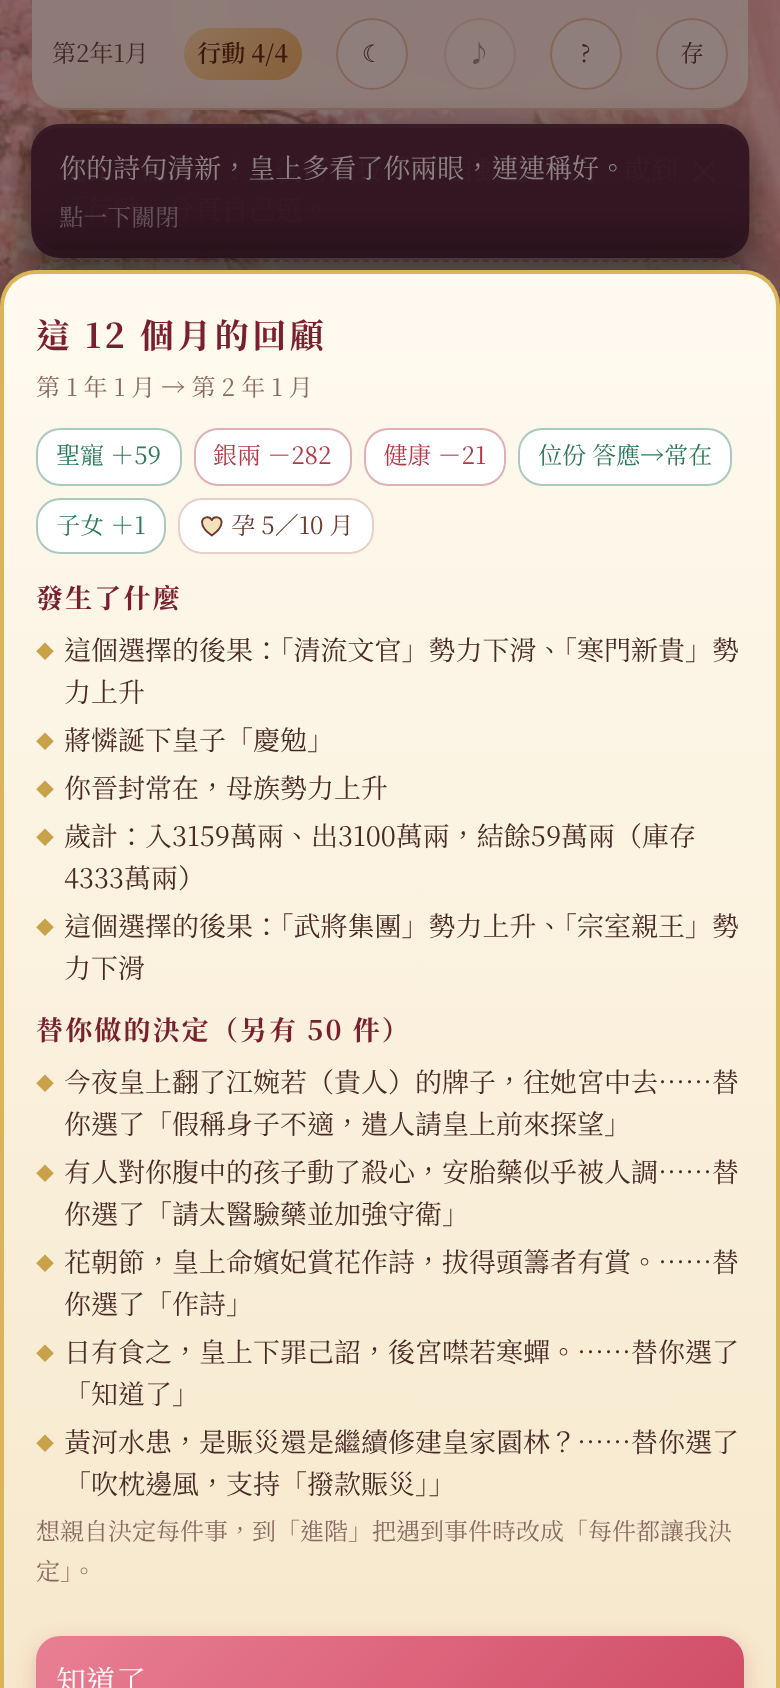 第2年1月
行動 4/4
☾
♪
?
存
你的詩句清新，皇上多看了你兩眼，連連稱好。
點一下關閉
這 12 個月的回顧
第 1 年 1 月 → 第 2 年 1 月
聖寵 ＋59
銀兩 －282
健康 －21
位份 答應→常在
子女 ＋1
孕 5／10 月
發生了什麼
◆ 這個選擇的後果：「清流文官」勢力下滑、「寒門新貴」勢
力上升
◆ 蔣憐誕下皇子「慶勉」
◆ 你晉封常在，母族勢力上升
◆ 歲計：入3159萬兩、出3100萬兩，結餘59萬兩（庫存
4333萬兩）
◆ 這個選擇的後果：「武將集團」勢力上升、「宗室親王」勢
力下滑
替你做的決定（另有 50 件）
◆ 今夜皇上翻了江婉若（貴人）的牌子，往她宮中去……替
你選了「假稱身子不適，遣人請皇上前來探望」
◆ 有人對你腹中的孩子動了殺心，安胎藥似乎被人調……替
你選了「請太醫驗藥並加強守衛」
◆ 花朝節，皇上命嬪妃賞花作詩，拔得頭籌者有賞。……替
你選了「作詩」
◆ 日有食之，皇上下罪己詔，後宮噤若寒蟬。……替你選了
「知道了」
◆ 黃河水患，是賑災還是繼續修建皇家園林？……替你選了
「吹枕邊風，支持「撥款賑災」」
想親自決定每件事，到「進階」把遇到事件時改成「每件都讓我決
定」。
知道了